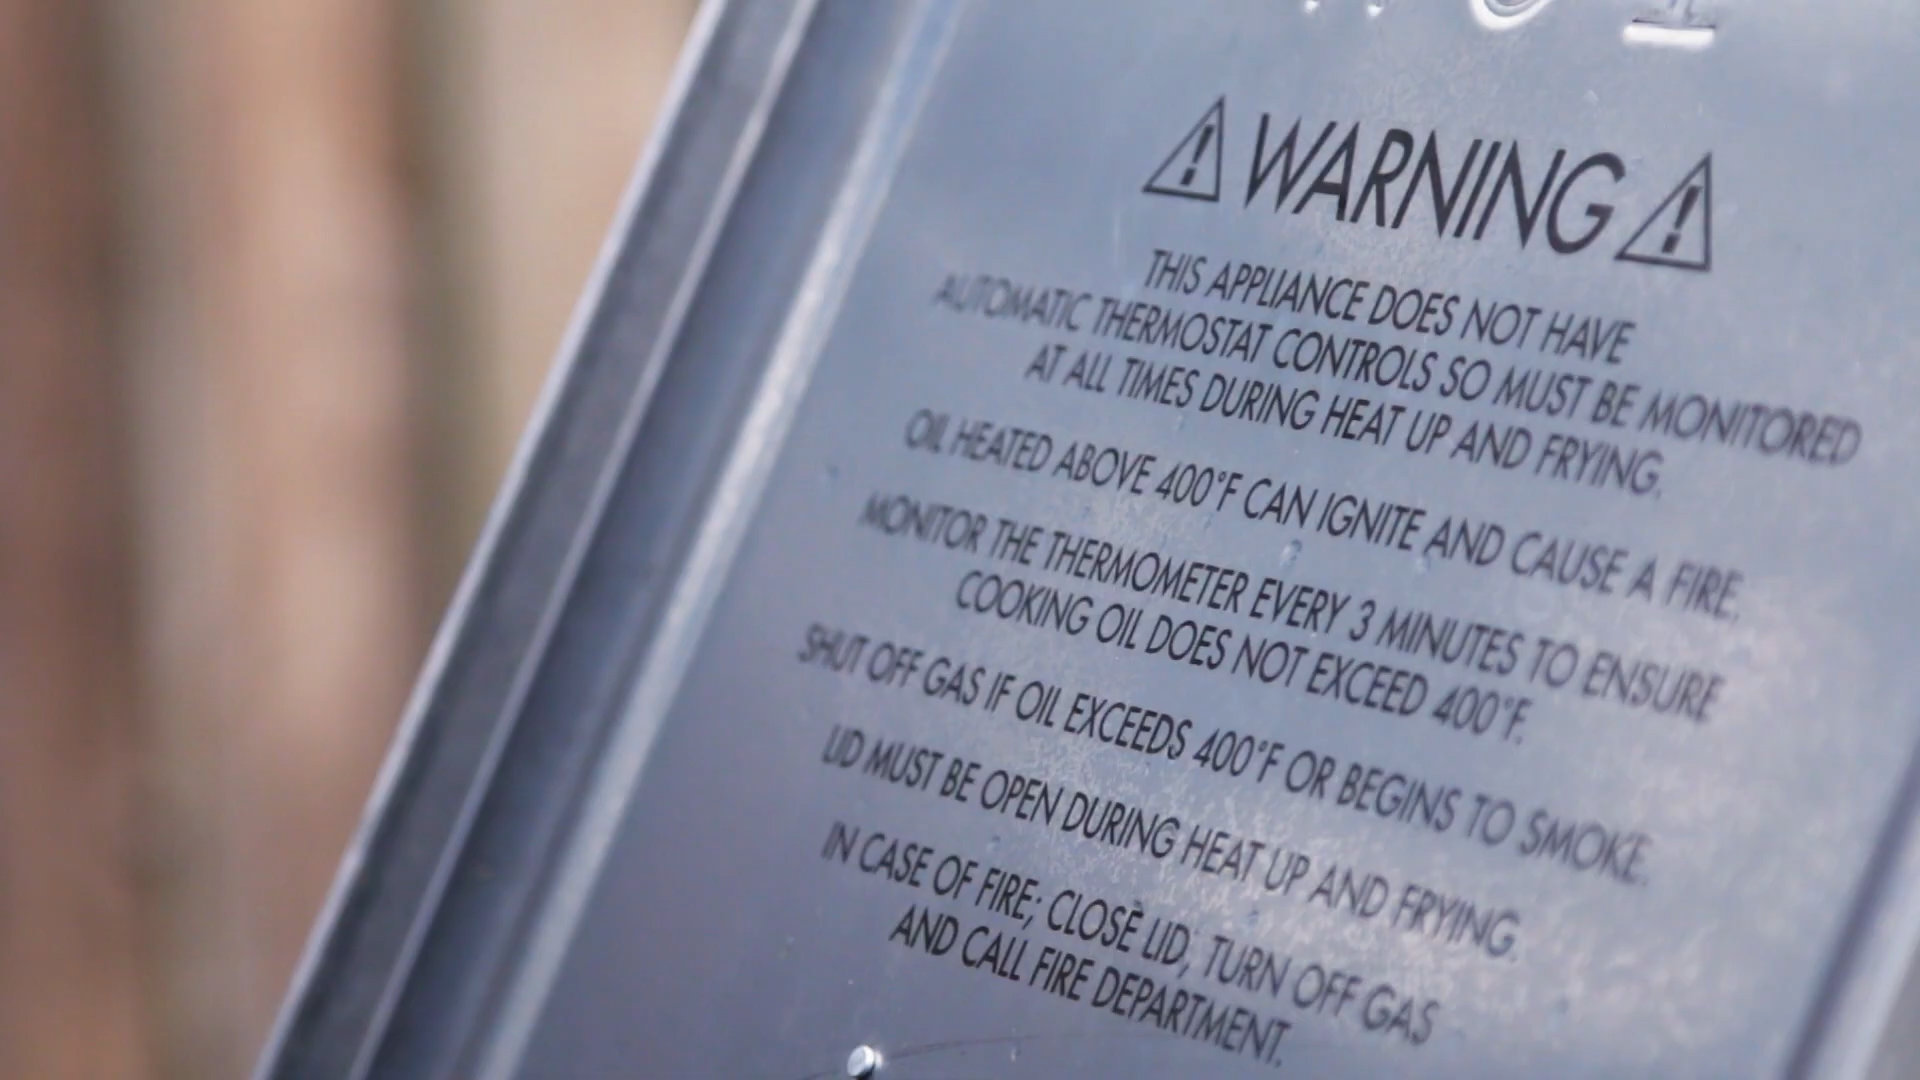 WARNING
THIS APPLIANCE DOES NOT HAVE
AUTOMATIC THERMOSTAT CONTROLS SO MUST BE MONITORED
AT ALL TIMES DURING HEAT UP AND FRYING.
OIL HEATED ABOVE 400°F CAN IGNITE AND CAUSE A FIRE.
MONITOR THE THERMOMETER EVERY 3 MINUTES TO ENSURE
COOKING OIL DOES NOT EXCEED 400°F.
SHUT OFF GAS IF OIL EXCEEDS 400°F OR BEGINS TO SMOKE.
LID MUST BE OPEN DURING HEAT UP AND FRYING.
IN CASE OF FIRE; CLOSE LID, TURN OFF GAS
AND CALL FIRE DEPARTMENT.